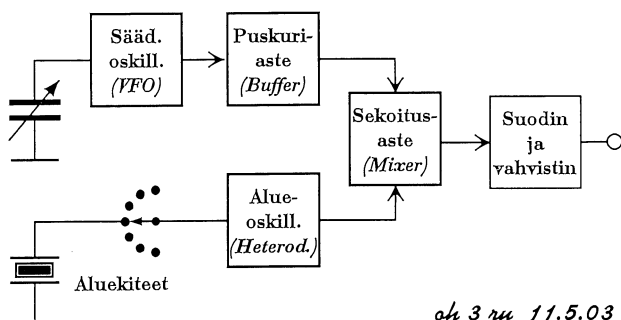 Sääd.
oskill.
(VFO)
Puskuri-
aste
(Buffer)
Sekoitus-
aste
(Mixer)
Suodin
ja
vahvistin
Alue-
oskill.
(Heterod.)
Aluekiteet
oh 3 ru 11.5.03